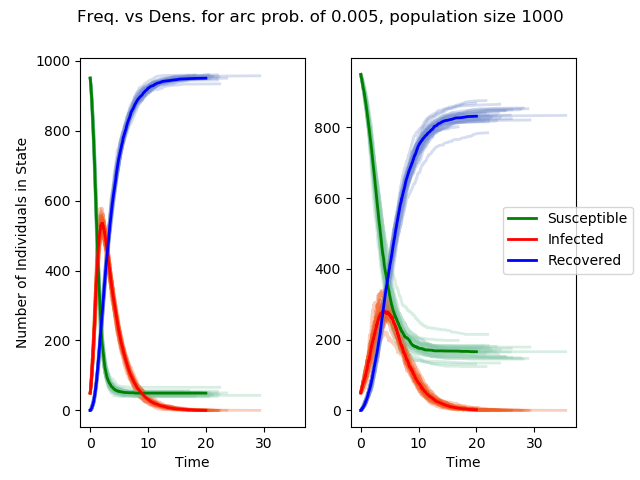 Freq. vs Dens. for arc prob. of 0.005, population size 1000
Number of Individuals in State
1000
800
600
400
200
0
0
10
20
30
Time
800
600
400
200
0
0
10
20
30
Time
Susceptible
Infected
Recovered